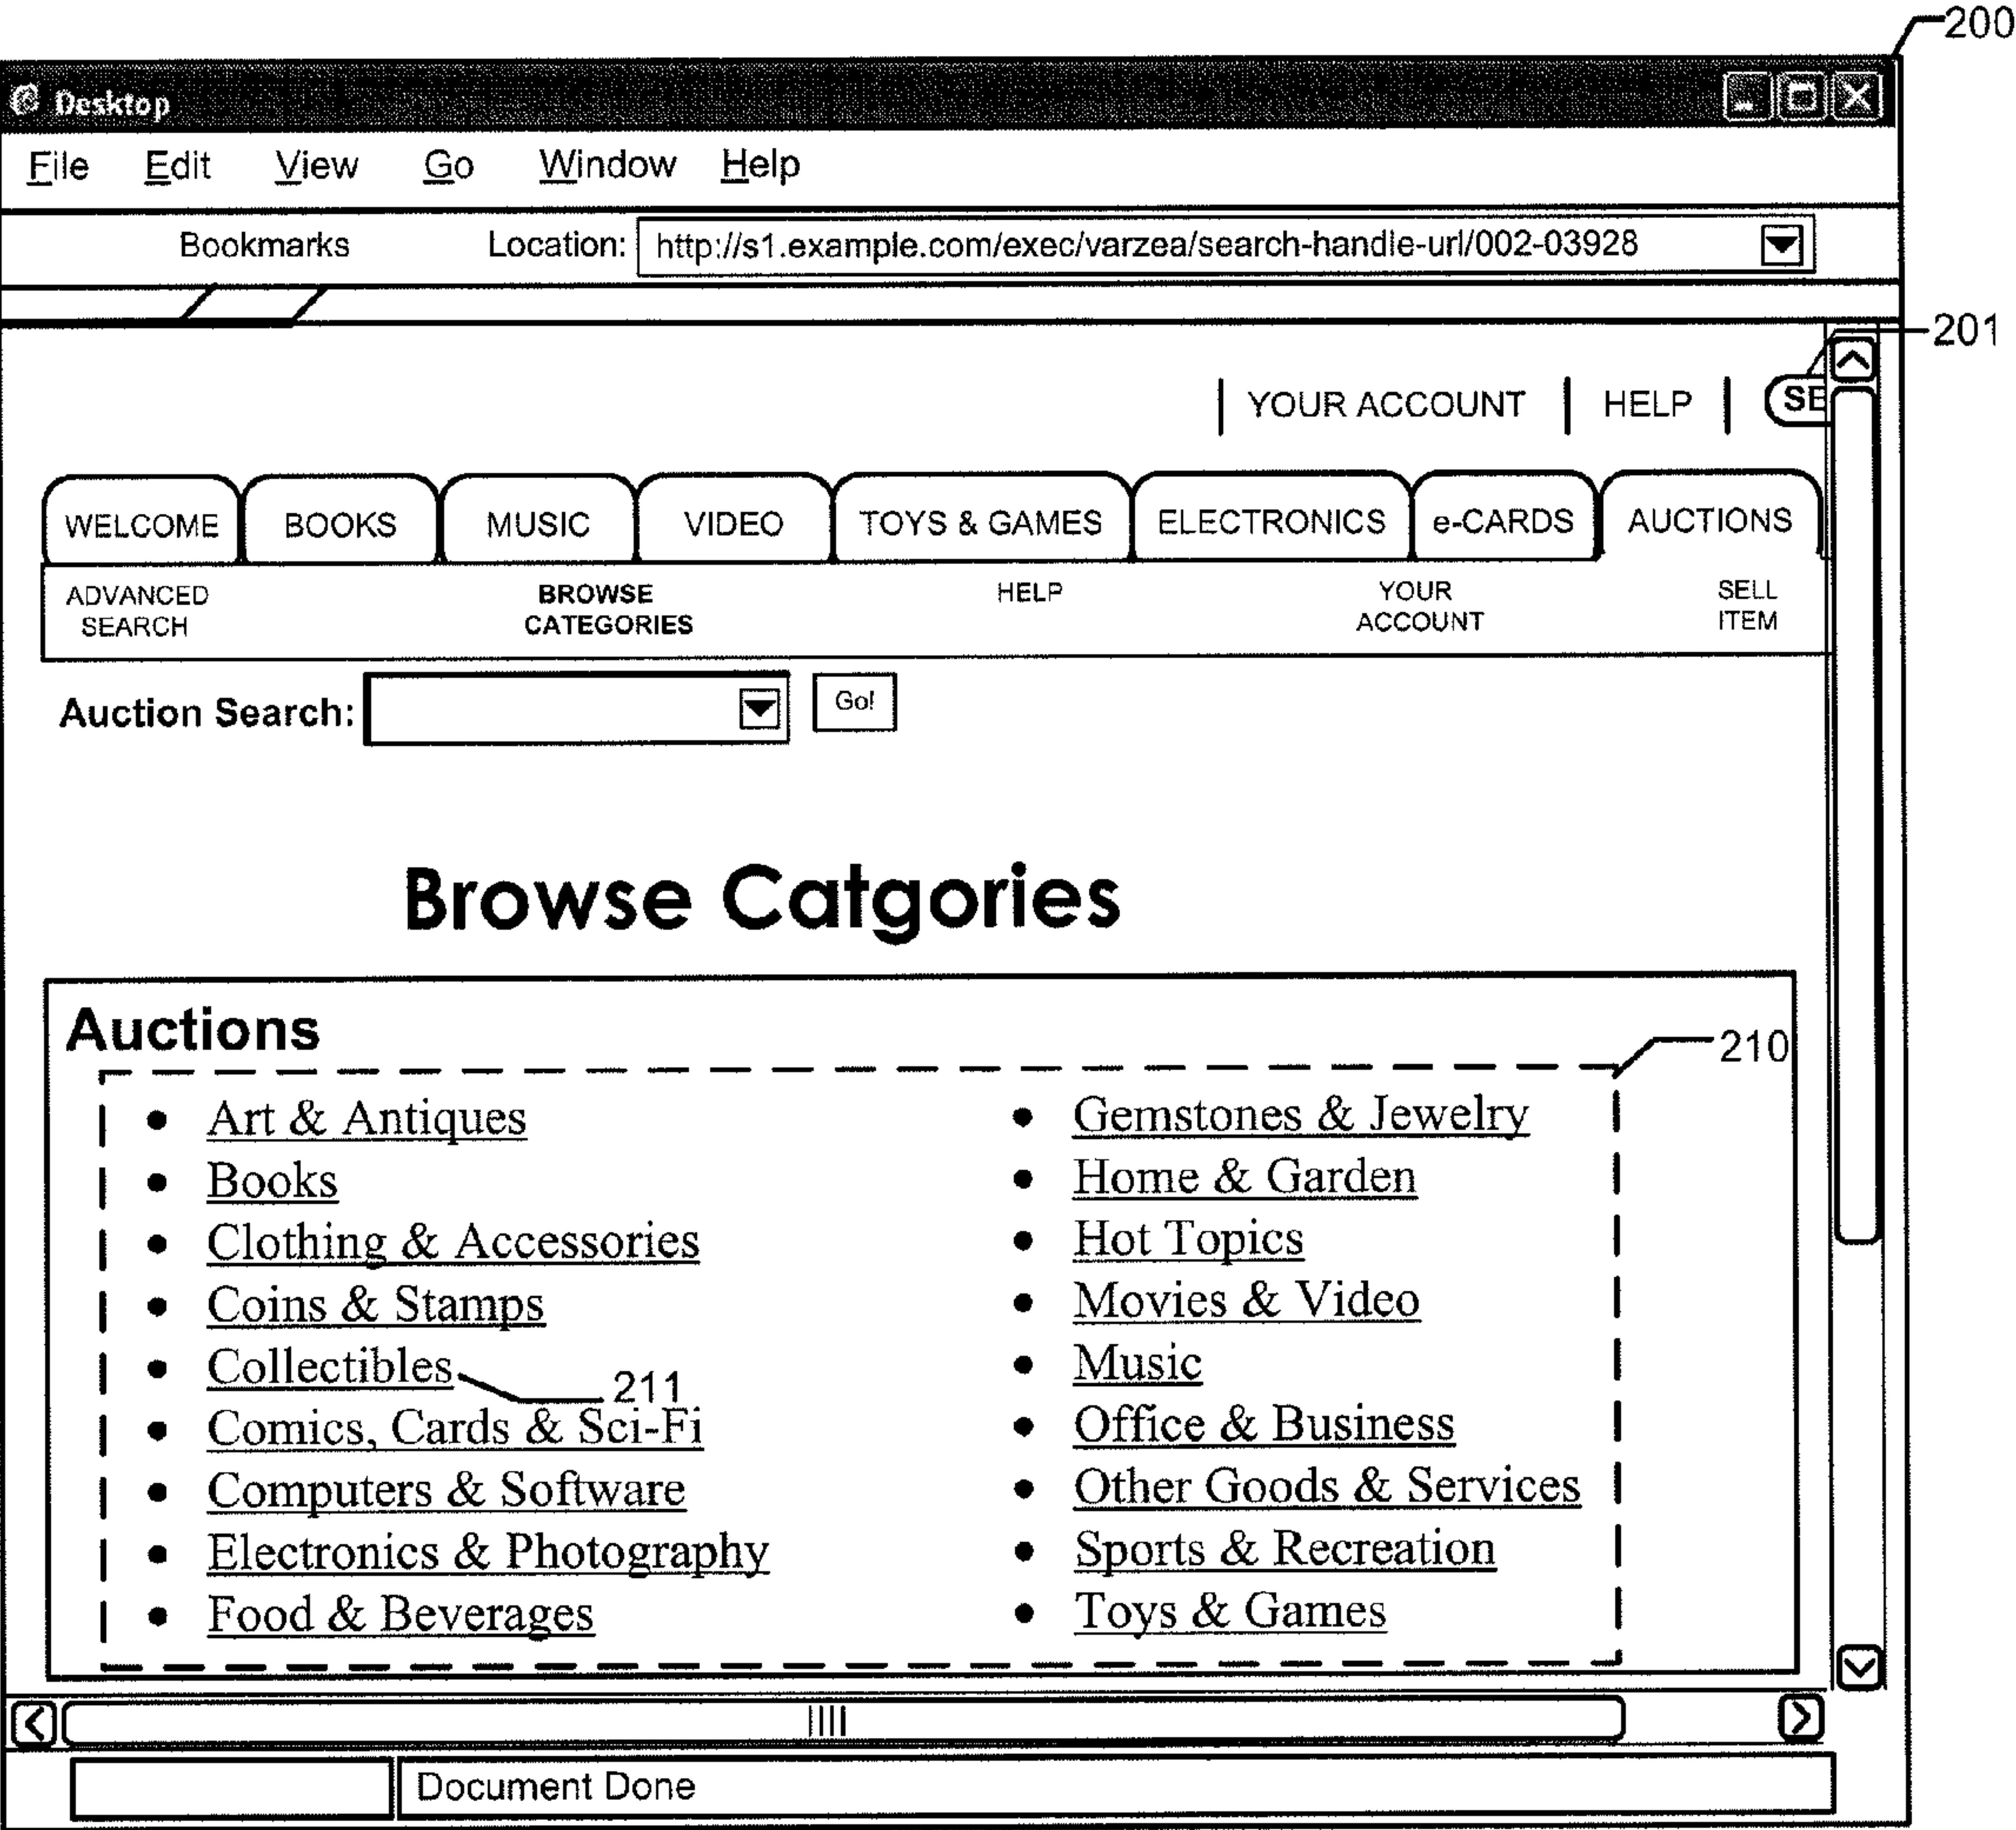 200
Desktop
File Edit View Go Window Help
Bookmarks Location: http://s1.example.com/exec/varzea/search-handle-url/002-03928
201
YOUR ACCOUNT | HELP | SE
WELCOME BOOKS MUSIC VIDEO TOYS & GAMES ELECTRONICS e-CARDS AUCTIONS
ADVANCED SEARCH BROWSE CATEGORIES HELP YOUR ACCOUNT SELL ITEM
Auction Search: Go!
Browse Catgories
Auctions
210
• Art & Antiques
• Books
• Clothing & Accessories
• Coins & Stamps
• Collectibles 211
• Comics, Cards & Sci-Fi
• Computers & Software
• Electronics & Photography
• Food & Beverages
• Gemstones & Jewelry
• Home & Garden
• Hot Topics
• Movies & Video
• Music
• Office & Business
• Other Goods & Services
• Sports & Recreation
• Toys & Games
Document Done